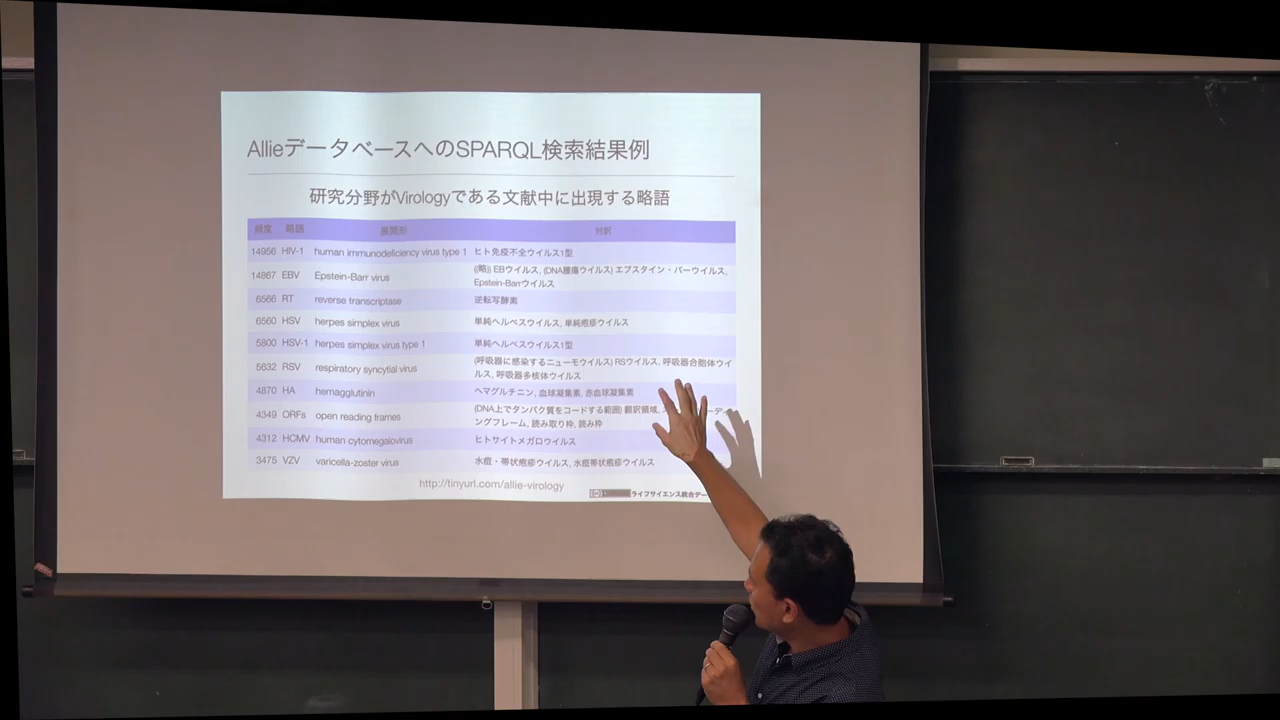 AllieデータベースへのSPARQL検索結果例
研究分野がVirologyである文献中に出現する略語
頻度 略語 展開形 対訳
14956 HIV-1 human immunodeficiency virus type 1 ヒト免疫不全ウイルス1型
14867 EBV Epstein-Barr virus ((略)) EBウイルス, (DNA腫瘍ウイルス) エプスタイン・バーウイルス,
Epstein-Barrウイルス
6566 RT reverse transcriptase 逆転写酵素
6560 HSV herpes simplex virus 単純ヘルペスウイルス, 単純疱疹ウイルス
5800 HSV-1 herpes simplex virus type 1 単純ヘルペスウイルス1型
5632 RSV respiratory syncytial virus (呼吸器に感染するニューモウイルス) RSウイルス, 呼吸器合胞体ウイ
ルス, 呼吸器多核体ウイルス
4870 HA hemagglutinin ヘマグルチニン, 血球凝集素, 赤血球凝集素
4349 ORFs open reading frames (DNA上でタンパク質をコードする範囲) 翻訳領域, ーディ
ングフレーム, 読み取り枠, 読み枠
4312 HCMV human cytomegalovirus ヒトサイトメガロウイルス
3475 VZV varicella-zoster virus 水痘・帯状疱疹ウイルス, 水痘帯状疱疹ウイルス
http://tinyurl.com/allie-virology
ライフサイエンス統合デー